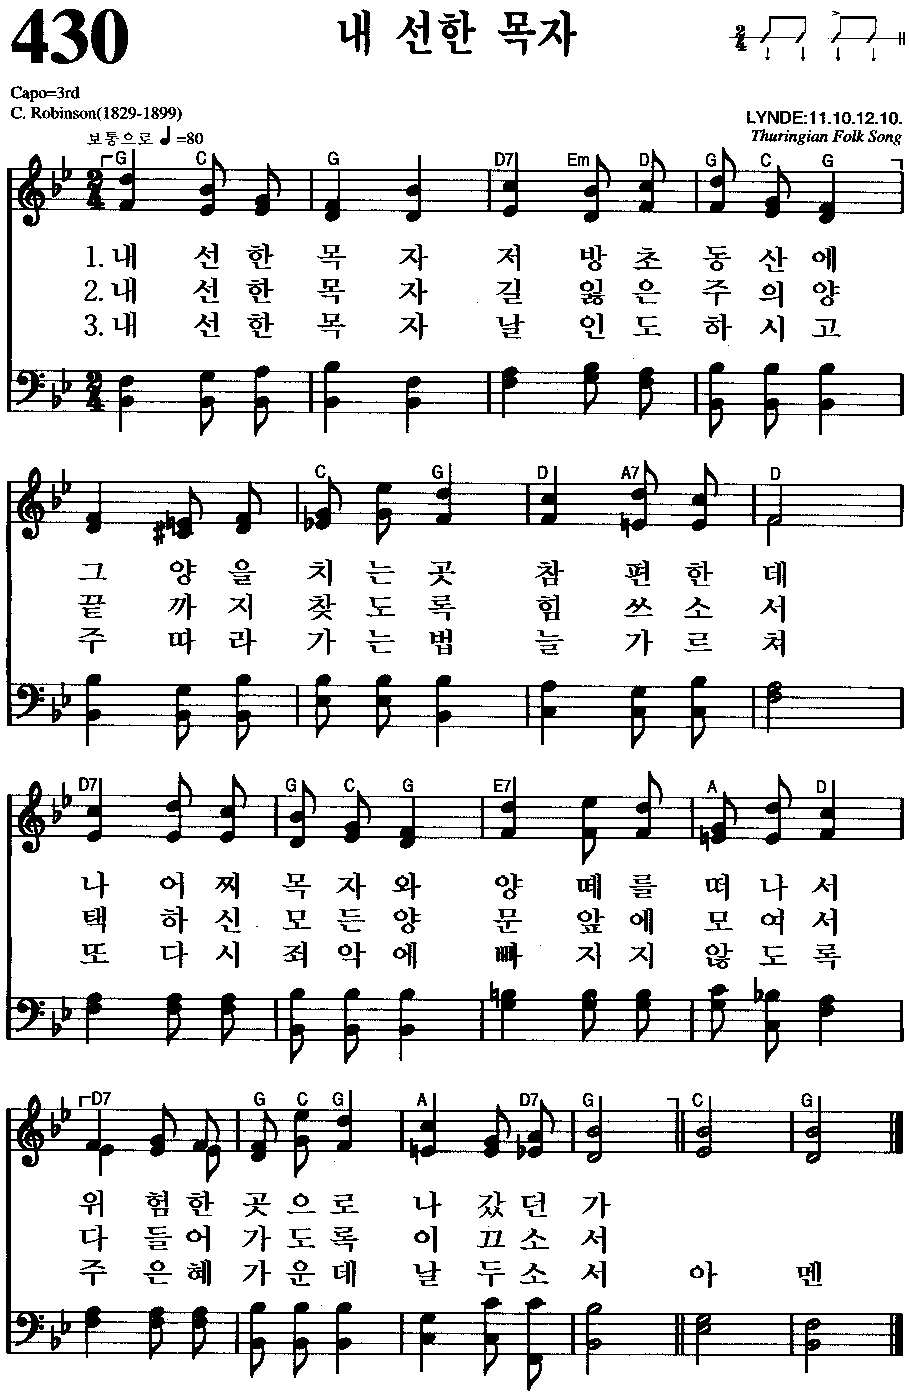 430
내 선한 목자
2/4
Capo=3rd
C. Robinson(1829-1899)
LYNDE:11.10.12.10.
Thuringian Folk Song
보통으로 ♩=80
G C G D7 Em D G C G
1. 내 선 한 목 자 저 방 초 동 산 에
2. 내 선 한 목 자 길 잃 은 주 의 양
3. 내 선 한 목 자 날 인 도 하 시 고
C G D A7 D
그 양 을 치 는 곳 참 편 한 데
끝 까 지 찾 도 록 힘 쓰 소 서
주 따 라 가 는 법 늘 가 르 쳐
D7 G C G E7 A D
나 어 찌 목 자 와 양 떼 를 떠 나 서
택 하 신 모 든 양 문 앞 에 모 여 서
또 다 시 죄 악 에 빠 지 지 않 도 록
D7 G C G A D7 G C G
위 험 한 곳 으 로 나 갔 던 가
다 들 어 가 도 록 이 끄 소 서
주 은 혜 가 운 데 날 두 소 서 아 멘